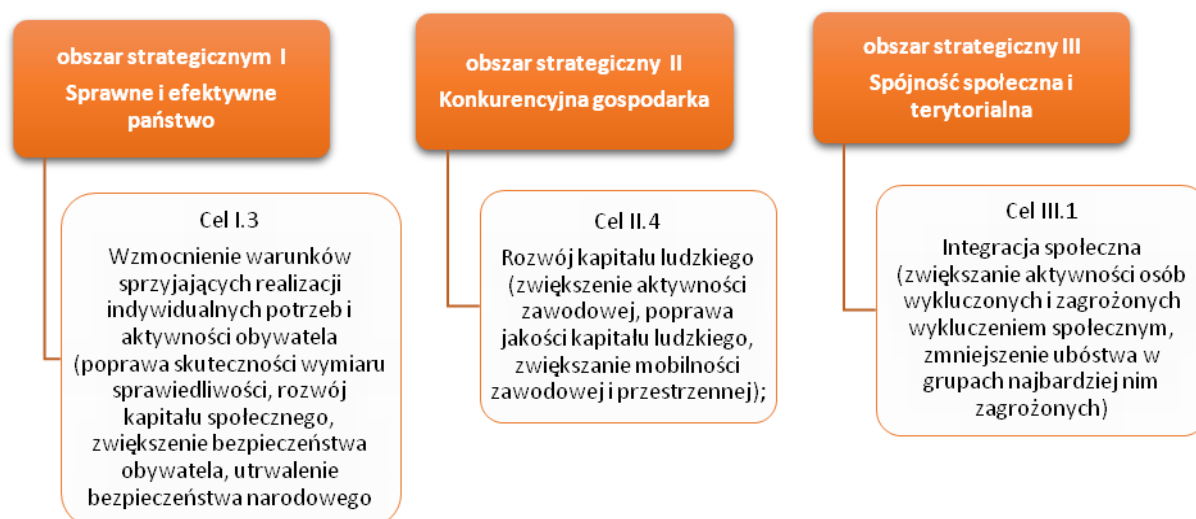 obszar strategicznym I
Sprawne i efektywne
państwo
Cel I.3
Wzmocnienie warunków
sprzyjających realizacji
indywidualnych potrzeb i
aktywności obywatela
(poprawa skuteczności wymiaru
sprawiedliwości, rozwój
kapitału społecznego,
zwiększenie bezpieczeństwa
obywatela, utrwalenie
bezpieczeństwa narodowego
obszar strategiczny II
Konkurencyjna gospodarka
Cel II.4
Rozwój kapitału ludzkiego
(zwiększenie aktywności
zawodowej, poprawa
jakości kapitału ludzkiego,
zwiększanie mobilności
zawodowej i przestrzennej);
obszar strategiczny III
Spójność społeczna i
terytorialna
Cel III.1
Integracja społeczna
(zwiększanie aktywności osób
wykluczonych i zagrożonych
wykluczeniem społecznym,
zmniejszenie ubóstwa w
grupach najbardziej nim
zagrożonych)